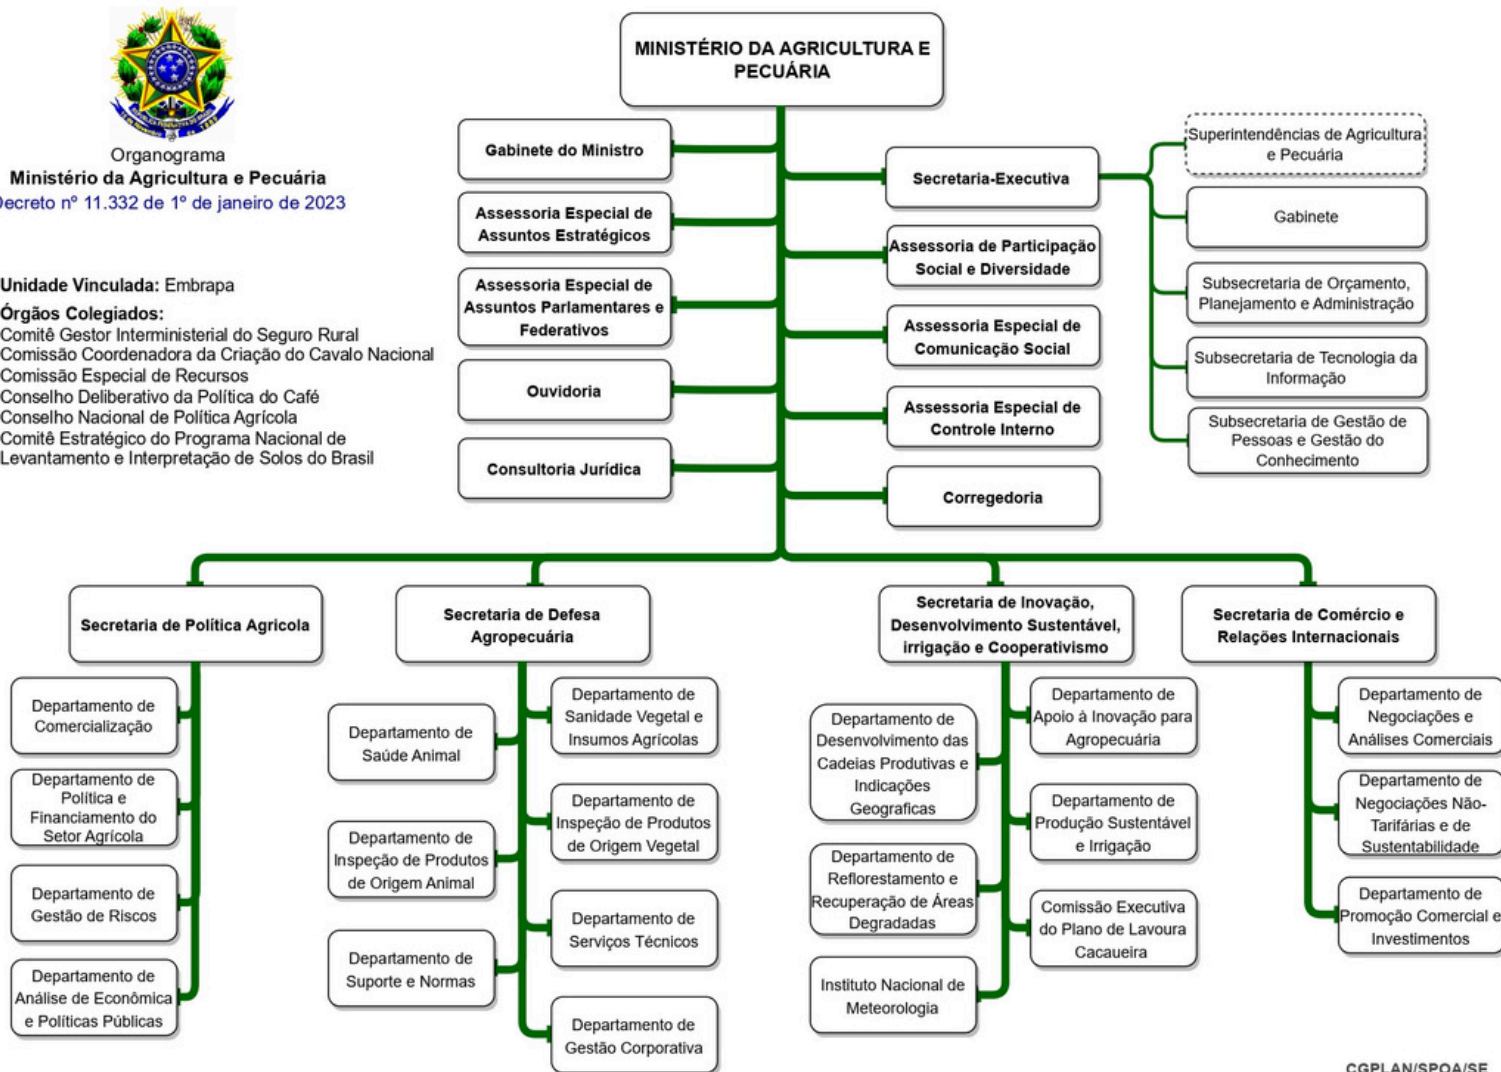 MINISTÉRIO DA AGRICULTURA E
PECUÁRIA
Organograma
Ministério da Agricultura e Pecuária
Decreto nº 11.332 de 1º de janeiro de 2023
Unidade Vinculada: Embrapa
Órgãos Colegiados:
Comitê Gestor Interministerial do Seguro Rural
Comissão Coordenadora da Criação do Cavalo Nacional
Comissão Especial de Recursos
Conselho Deliberativo da Política do Café
Conselho Nacional de Política Agrícola
Comitê Estratégico do Programa Nacional de
Levantamento e Interpretação de Solos do Brasil
Gabinete do Ministro
Assessoria Especial de
Assuntos Estratégicos
Assessoria Especial de
Assuntos Parlamentares e
Federativos
Ouvidoria
Consultoria Jurídica
Secretaria-Executiva
Assessoria de Participação
Social e Diversidade
Assessoria Especial de
Comunicação Social
Assessoria Especial de
Controle Interno
Corregedoria
Superintendências de Agricultura
e Pecuária
Gabinete
Subsecretaria de Orçamento,
Planejamento e Administração
Subsecretaria de Tecnologia da
Informação
Subsecretaria de Gestão de
Pessoas e Gestão do
Conhecimento
Secretaria de Política Agricola
Departamento de
Comercialização
Departamento de
Política e
Financiamento do
Setor Agrícola
Departamento de
Gestão de Riscos
Departamento de
Análise de Econômica
e Políticas Públicas
Secretaria de Defesa
Agropecuária
Departamento de
Saúde Animal
Departamento de
Inspeção de Produtos
de Origem Animal
Departamento de
Suporte e Normas
Departamento de
Sanidade Vegetal e
Insumos Agrícolas
Departamento de
Inspeção de Produtos
de Origem Vegetal
Departamento de
Serviços Técnicos
Departamento de
Gestão Corporativa
Secretaria de Inovação,
Desenvolvimento Sustentável,
irrigação e Cooperativismo
Departamento de
Desenvolvimento das
Cadeias Produtivas e
Indicações
Geograficas
Departamento de
Reflorestamento e
Recuperação de Áreas
Degradadas
Instituto Nacional de
Meteorologia
Departamento de
Apoio à Inovação para
Agropecuária
Departamento de
Produção Sustentável
e Irrigação
Comissão Executiva
do Plano de Lavoura
Cacaueira
Secretaria de Comércio e
Relações Internacionais
Departamento de
Negociações e
Análises Comerciais
Departamento de
Negociações Não-
Tarifárias e de
Sustentabilidade
Departamento de
Promoção Comercial e
Investimentos
CGPLAN/SPOA/SE